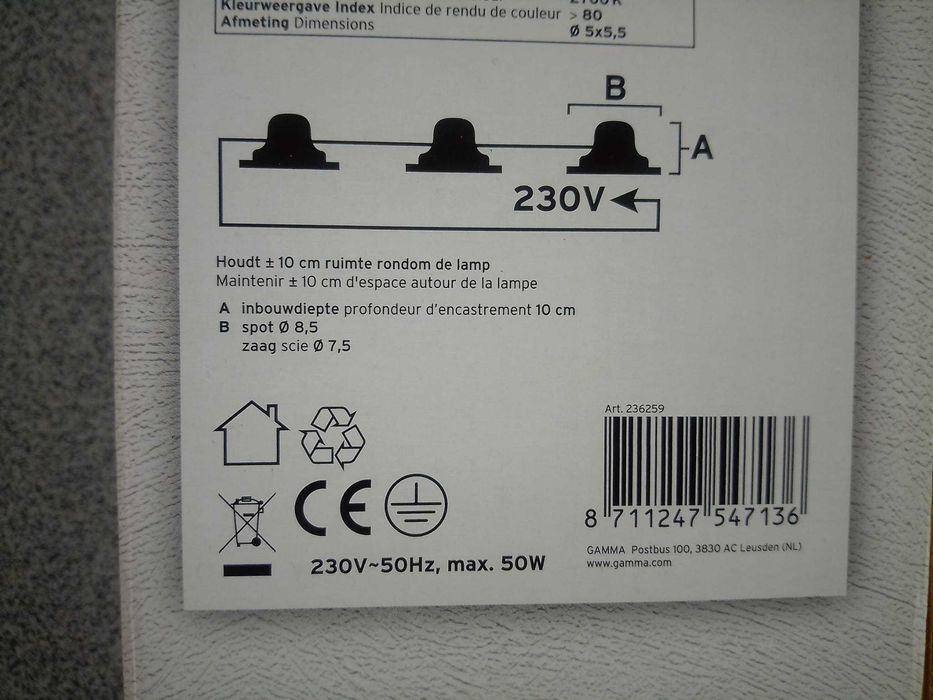 2700K
Kleurweergave Index Indice de rendu de couleur > 80
Afmeting Dimensions Ø 5x5,5
B
A
230V
Houdt ± 10 cm ruimte rondom de lamp
Maintenir ± 10 cm d'espace autour de la lampe
A inbouwdiepte profondeur d'encastrement 10 cm
B spot Ø 8,5
zaag scie Ø 7,5
Art. 236259
CE
8 711247 547136
GAMMA Postbus 100, 3830 AC Leusden (NL)
www.gamma.com
230V~50Hz, max. 50W